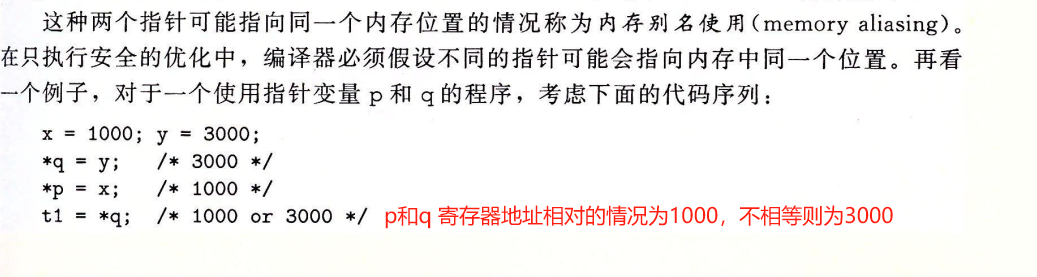 这种两个指针可能指向同一个内存位置的情况称为内存别名使用(memory aliasing)。
在只执行安全的优化中，编译器必须假设不同的指针可能会指向内存中同一个位置。再看
一个例子，对于一个使用指针变量 p 和 q 的程序，考虑下面的代码序列：
x = 1000; y = 3000;
*q = y; /* 3000 */
*p = x; /* 1000 */
t1 = *q; /* 1000 or 3000 */ p和q 寄存器地址相对的情况为1000，不相等则为3000